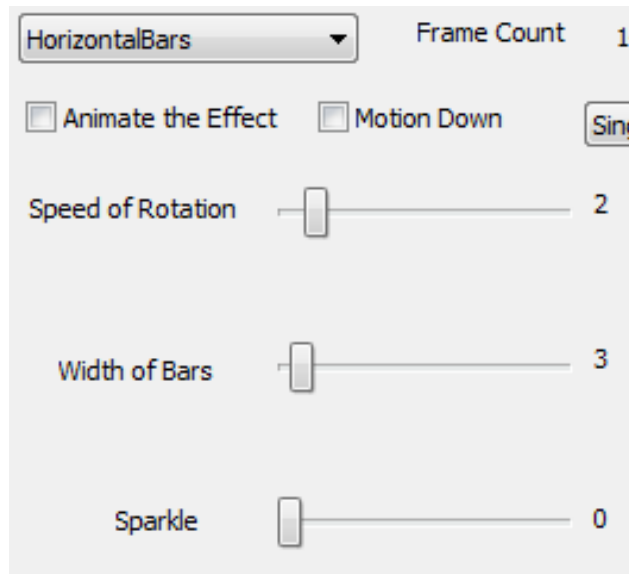 HorizontalBars Frame Count 1
Animate the Effect Motion Down
Speed of Rotation 2
Width of Bars 3
Sparkle 0